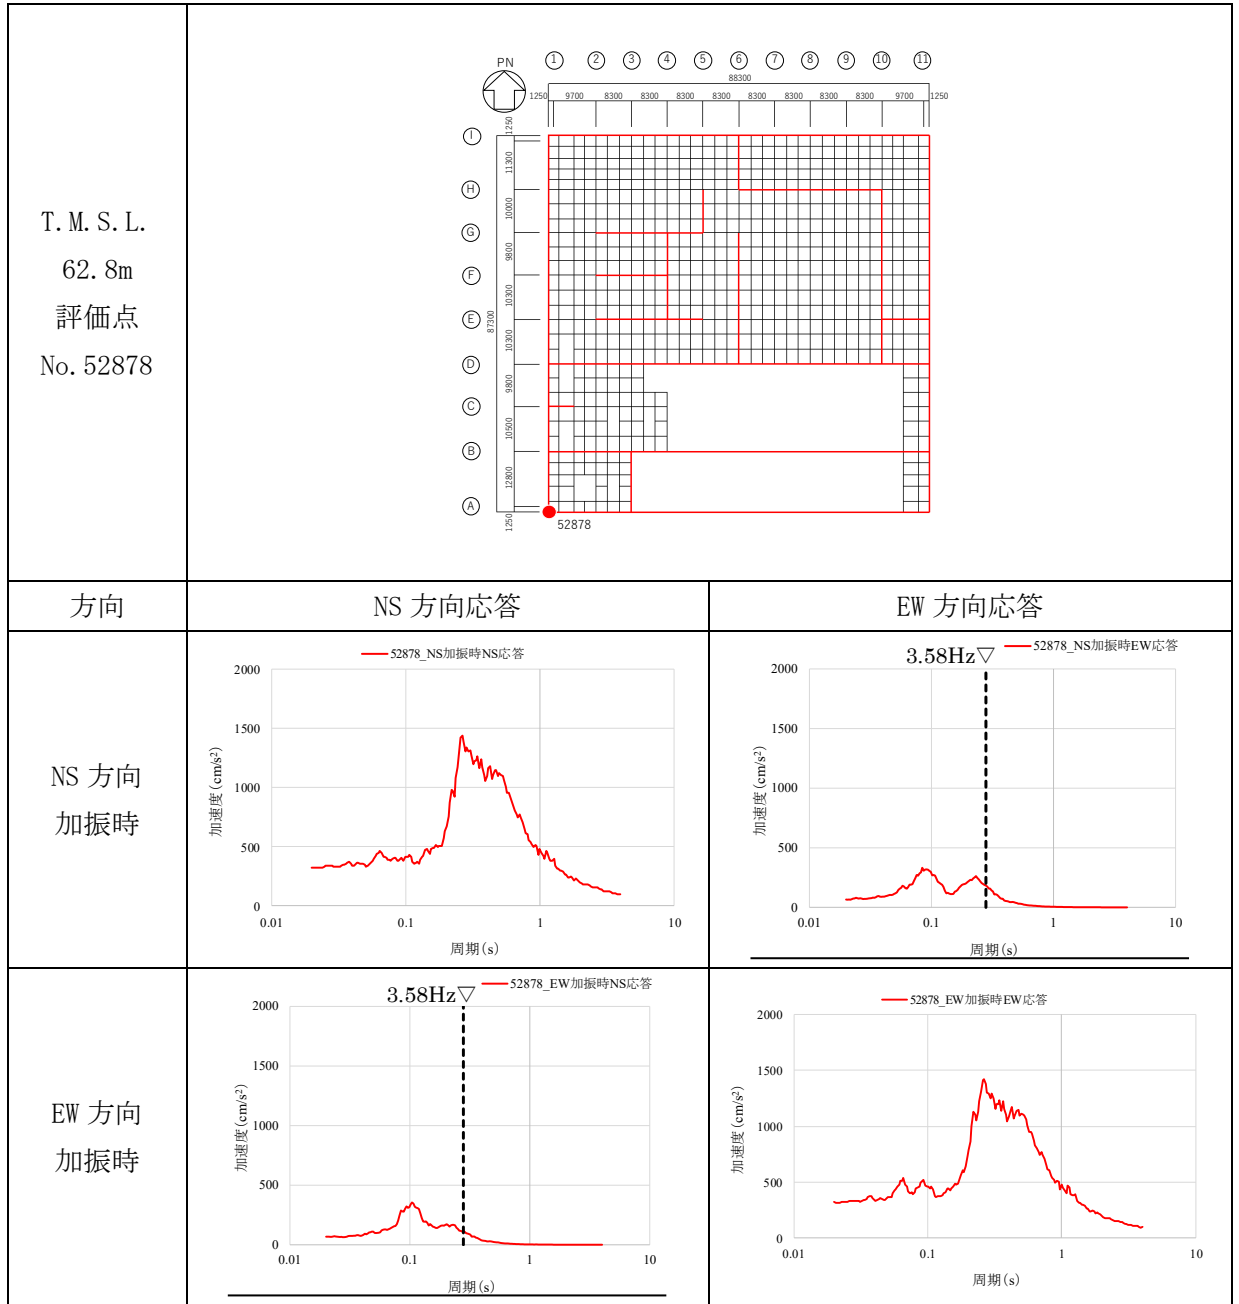 T.M.S.L.
62.8m
評価点
No.52878
PN
① ② ③ ④ ⑤ ⑥ ⑦ ⑧ ⑨ ⑩ ⑪
88300
1250 9700 8300 8300 8300 8300 8300 8300 8300 8300 9700 1250
Ⓘ
Ⓗ
Ⓖ
Ⓕ
Ⓔ
Ⓓ
Ⓒ
Ⓑ
Ⓐ
87300
1250
11300
10000
9800
10300
10300
9800
10500
12800
1250
52878
方向 NS 方向応答 EW 方向応答
NS 方向
加振時
52878_NS加振時NS応答
加速度(cm/s²)
2000
1500
1000
500
0
0.01 0.1 1 10
周期(s)
3.58Hz▽
52878_NS加振時EW応答
加速度(cm/s²)
2000
1500
1000
500
0
0.01 0.1 1 10
周期(s)
EW 方向
加振時
3.58Hz▽
52878_EW加振時NS応答
加速度(cm/s²)
2000
1500
1000
500
0
0.01 0.1 1 10
周期(s)
52878_EW加振時EW応答
加速度(cm/s²)
2000
1500
1000
500
0
0.01 0.1 1 10
周期(s)